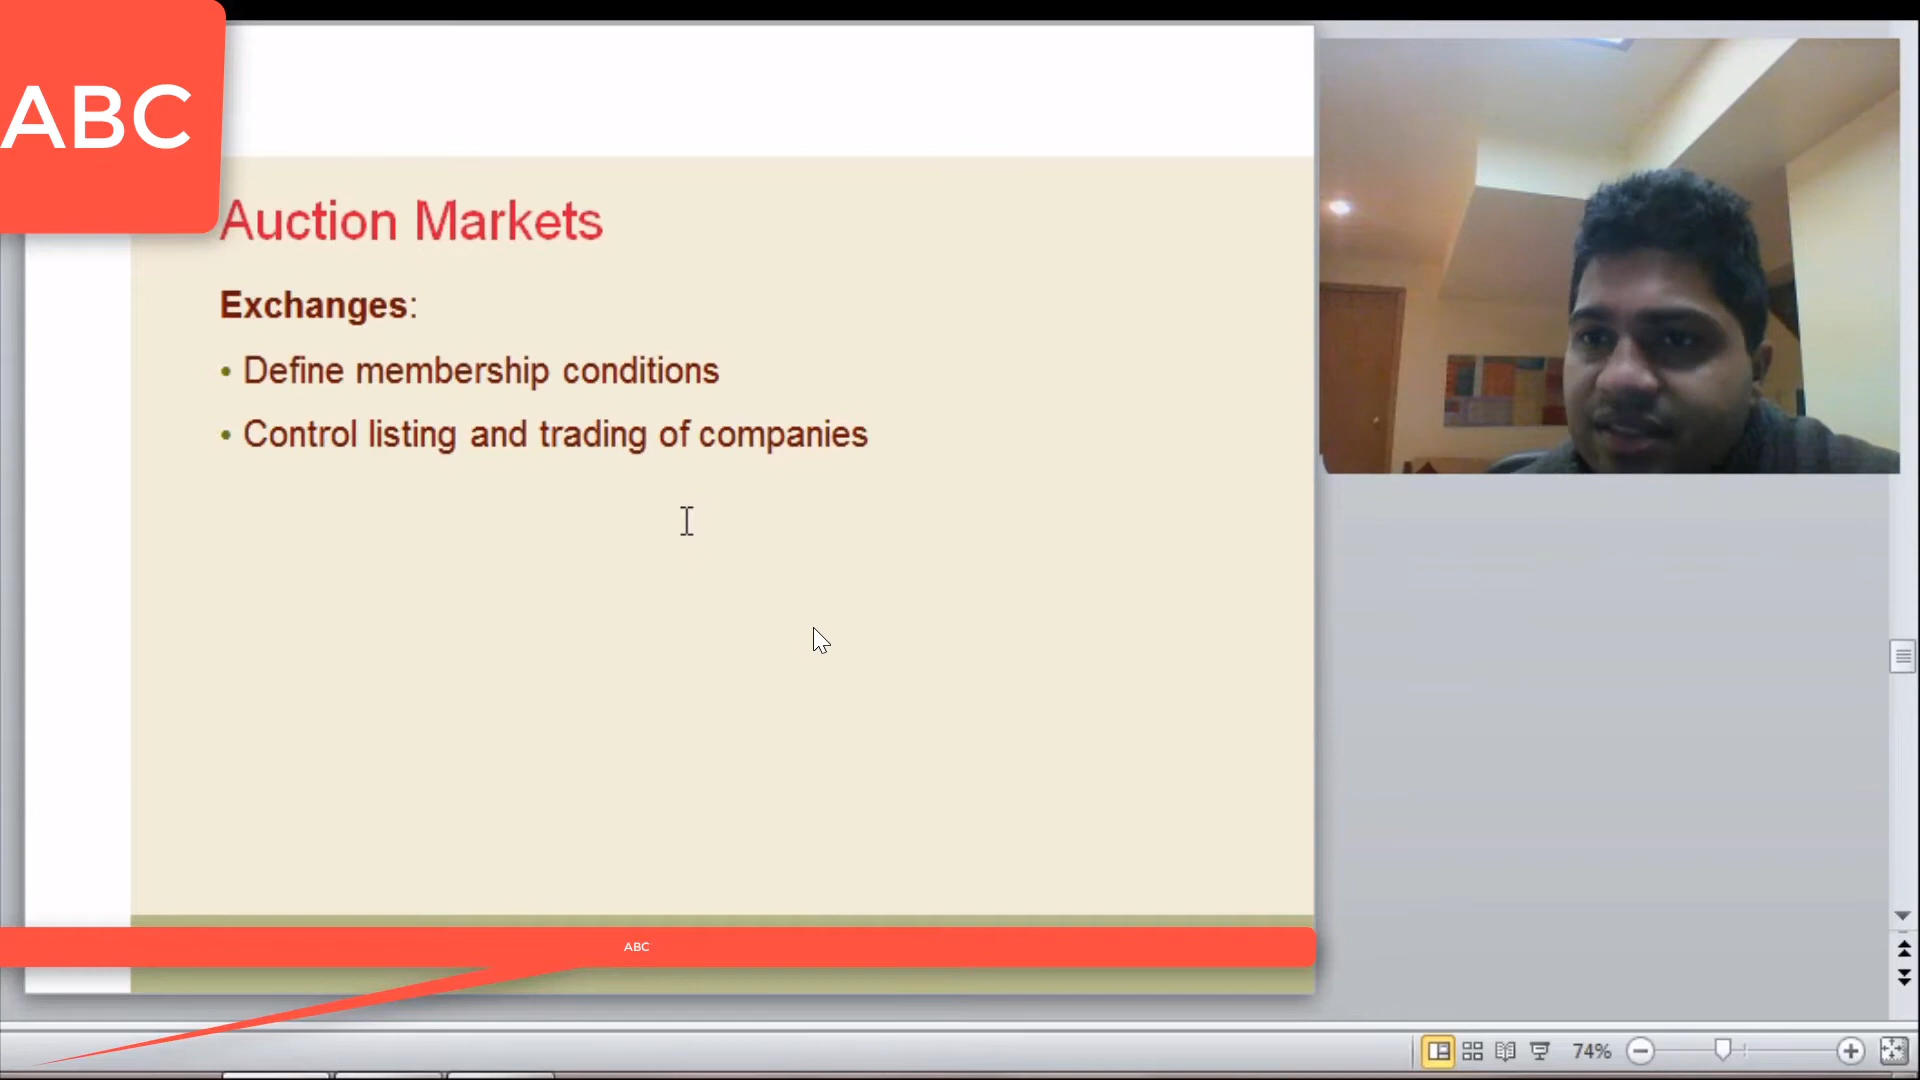 ABC
Auction Markets
Exchanges:
• Define membership conditions
• Control listing and trading of companies
ABC
74%